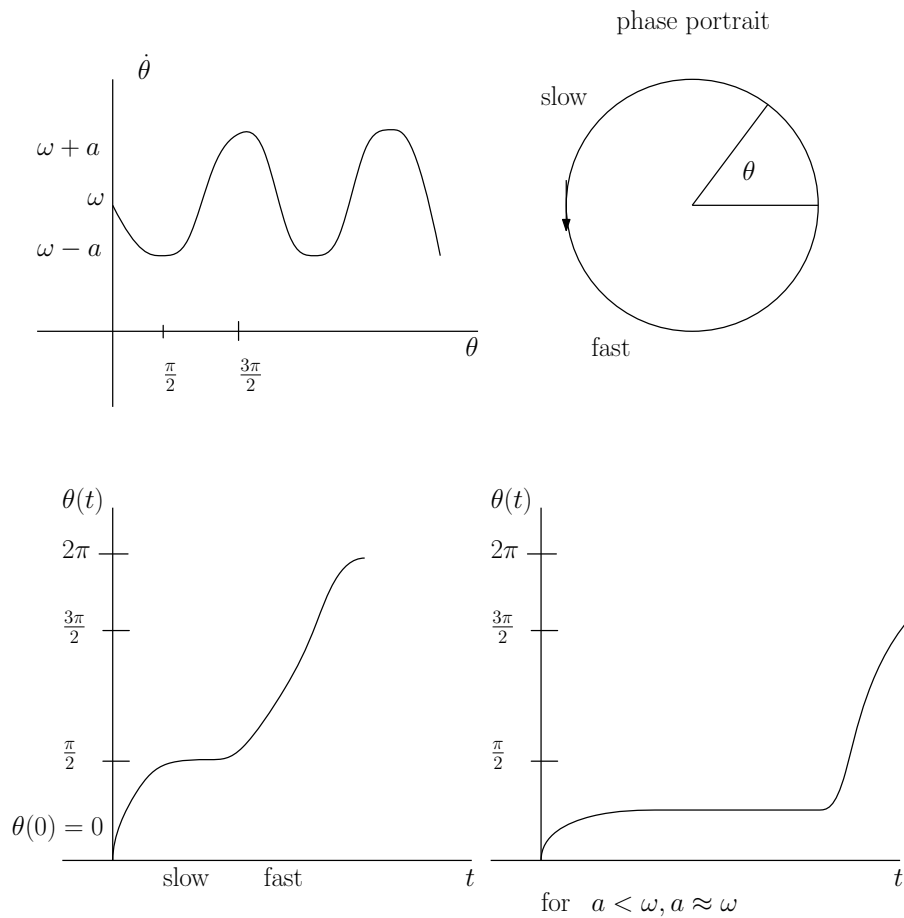 phase portrait
θ̇
slow
ω + a
θ
ω
ω − a
fast
θ
π/2
3π/2
θ(t)
θ(t)
2π
2π
3π/2
3π/2
π/2
π/2
θ(0) = 0
slow fast t
t
for a < ω, a ≈ ω